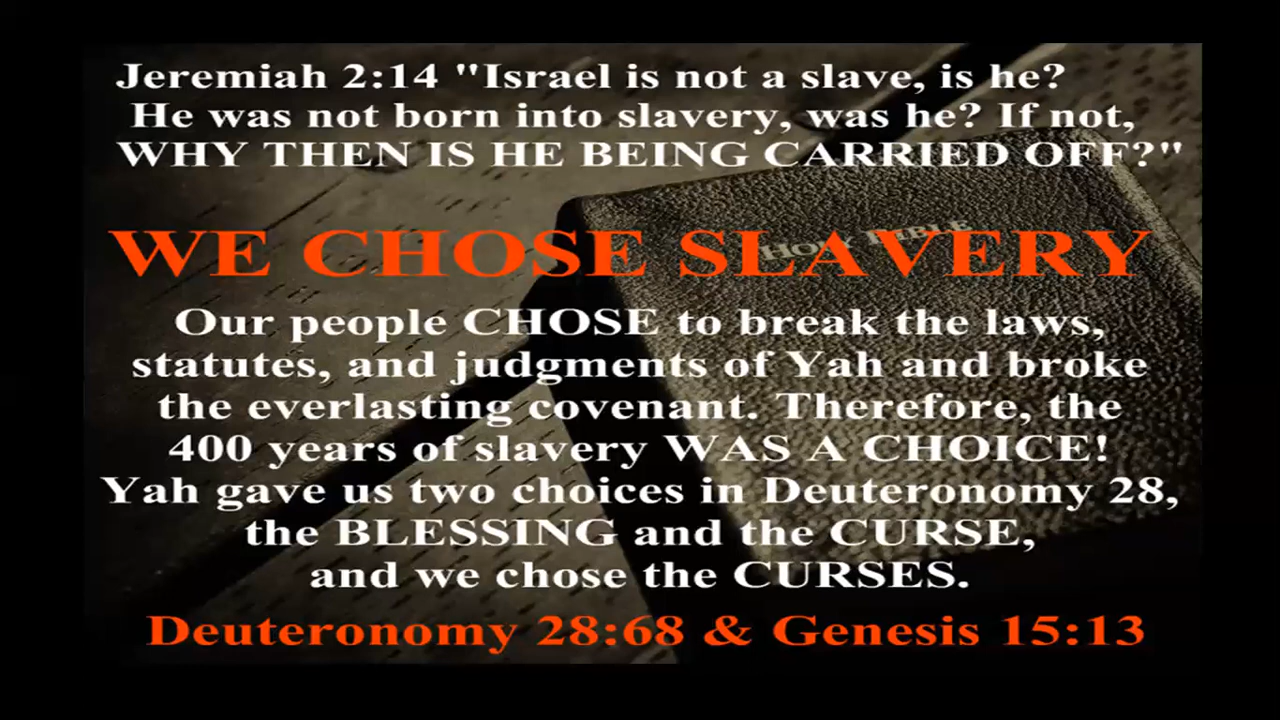 Jeremiah 2:14 "Israel is not a slave, is he?
He was not born into slavery, was he? If not,
WHY THEN IS HE BEING CARRIED OFF?"
HOLY BIBLE
WE CHOSE SLAVERY
Our people CHOSE to break the laws,
statutes, and judgments of Yah and broke
the everlasting covenant. Therefore, the
400 years of slavery WAS A CHOICE!
Yah gave us two choices in Deuteronomy 28,
the BLESSING and the CURSE,
and we chose the CURSES.
Deuteronomy 28:68 & Genesis 15:13